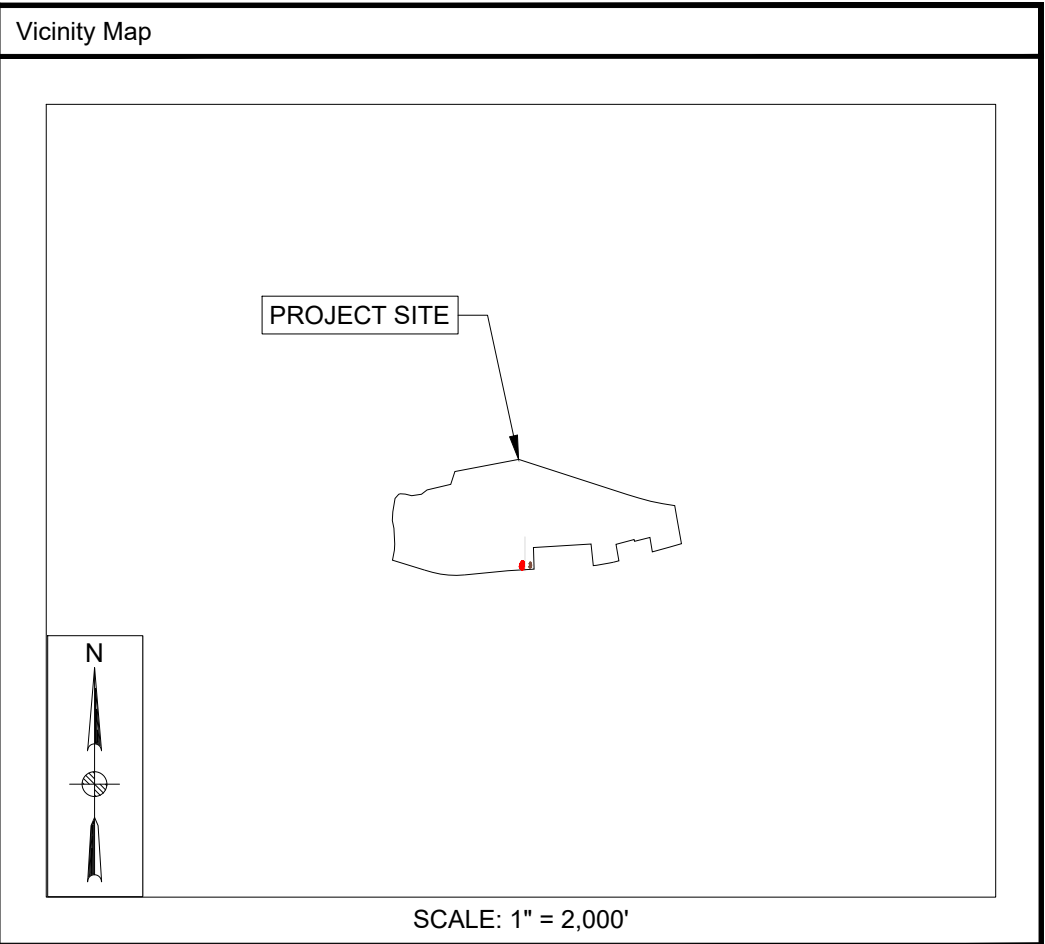 Vicinity Map
PROJECT SITE
N
SCALE: 1" = 2,000'